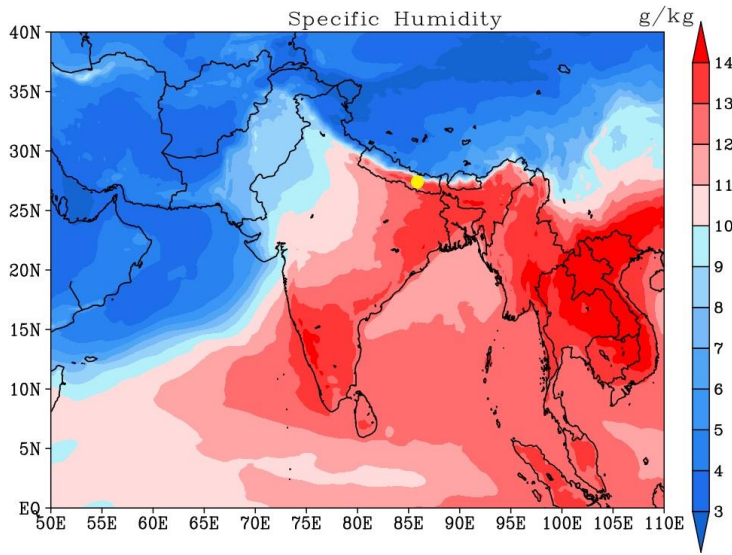 Specific Humidity
g/kg
40N
35N
30N
25N
20N
15N
10N
5N
EQ
50E 55E 60E 65E 70E 75E 80E 85E 90E 95E 100E 105E 110E
14
13
12
11
10
9
8
7
6
5
4
3